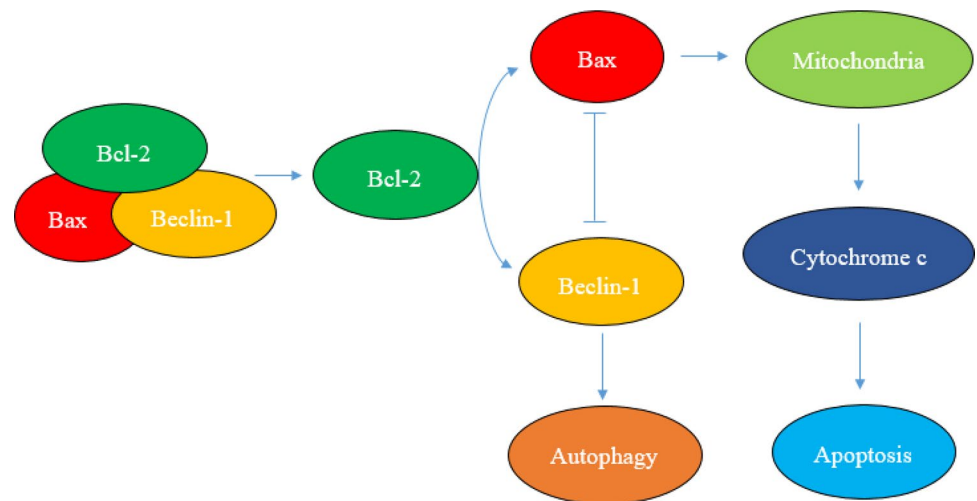 Bcl-2
Bax
Beclin-1
Bcl-2
Bax
Beclin-1
Autophagy
Mitochondria
Cytochrome c
Apoptosis